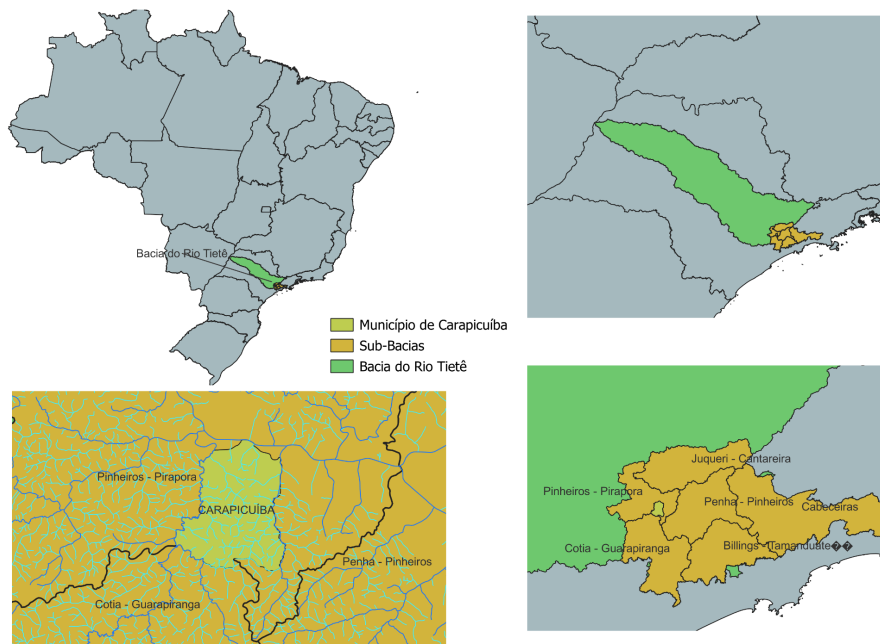 Bacia do Rio Tietê
Município de Carapicuíba
Sub-Bacias
Bacia do Rio Tietê
Pinheiros - Pirapora
CARAPICUÍBA
Penha - Pinheiros
Cotia - Guarapiranga
Juqueri - Cantareira
Pinheiros - Pirapora
Penha - Pinheiros
Cabeceiras
Cotia - Guarapiranga
Billings - Tamanduate��